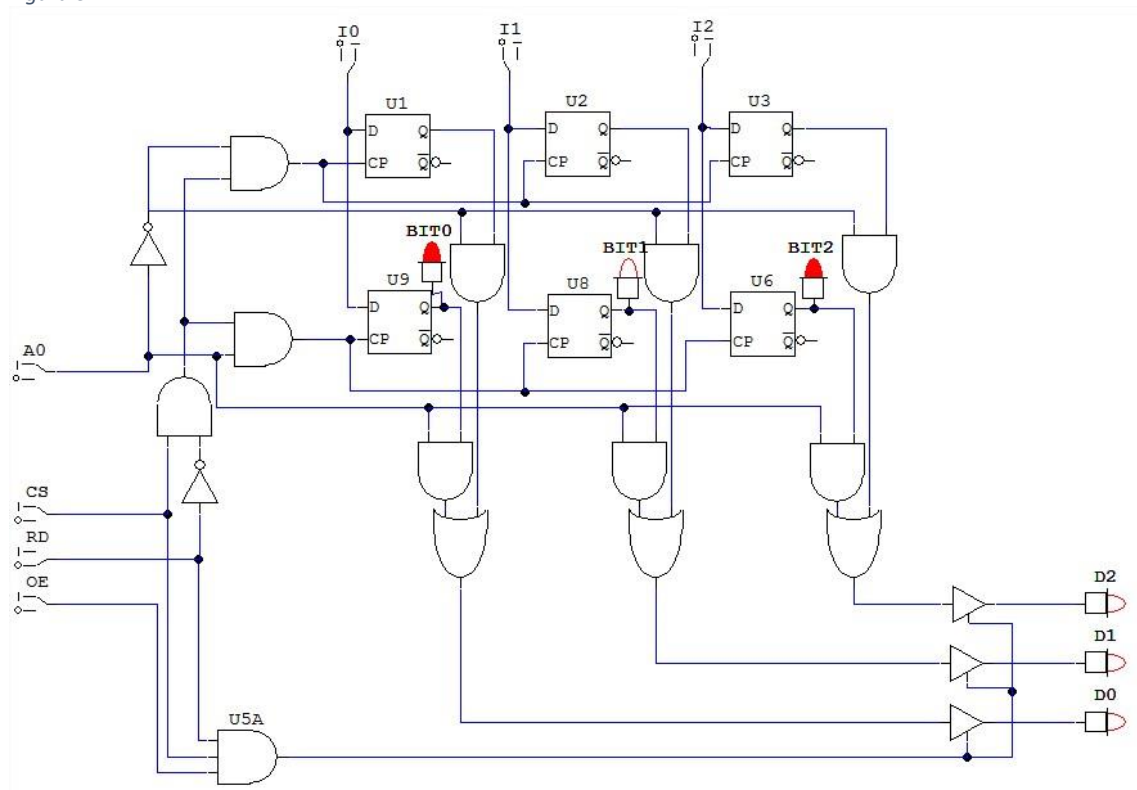 I0 I1 I2
U1 U2 U3
D Q D Q D Q
CP Q CP Q CP Q
BIT0 BIT1 BIT2
U9 U8 U6
D Q D Q D Q
CP Q CP Q CP Q
A0
CS
RD
OE
D2
D1
D0
U5A